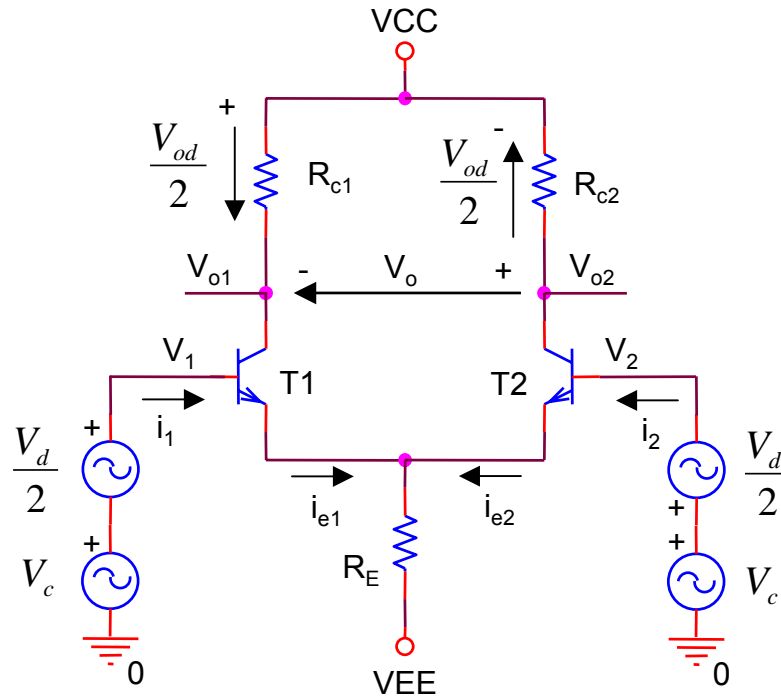 VCC
+
-
V_od/2
R_c1
V_od/2
R_c2
V_o1
-
V_o
+
V_o2
V_1
T1
T2
V_2
i_1
i_2
+
V_d/2
V_d/2
+
i_e1
i_e2
+
+
V_c
R_E
V_c
0
VEE
0